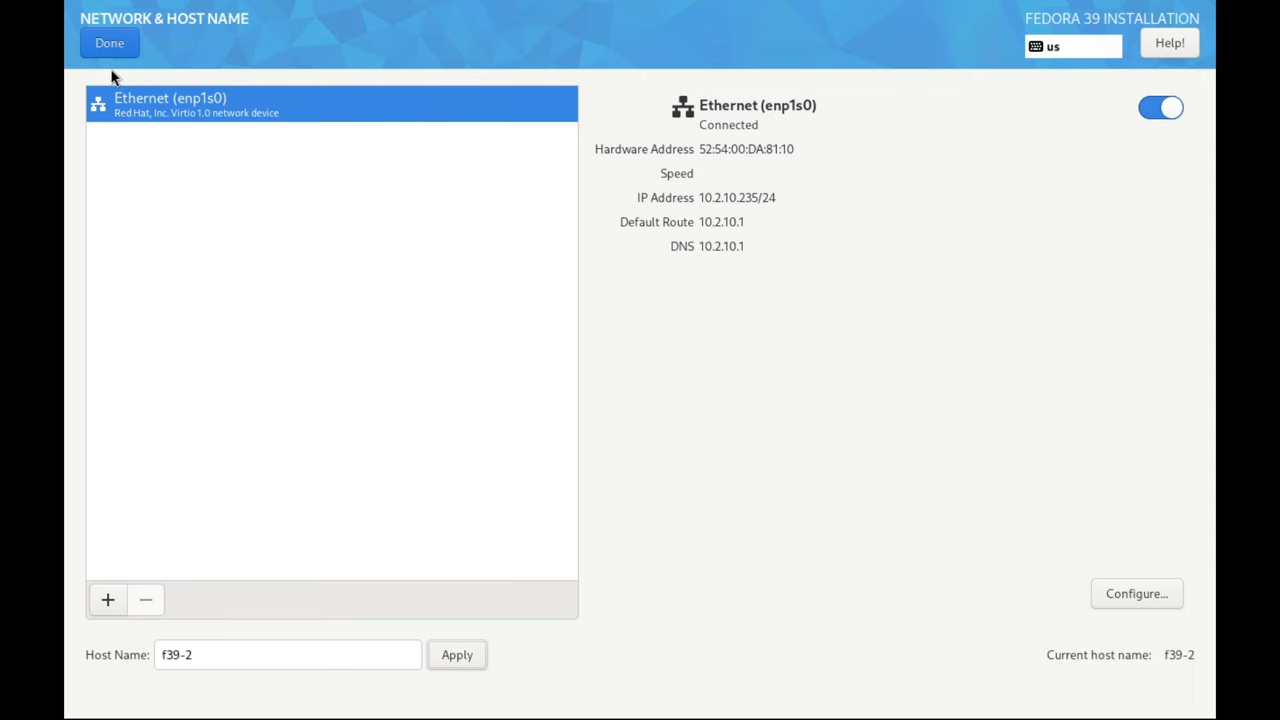 NETWORK & HOST NAME
FEDORA 39 INSTALLATION
Done
us
Help!
Ethernet (enp1s0)
Red Hat, Inc. Virtio 1.0 network device
Ethernet (enp1s0)
Connected
Hardware Address 52:54:00:DA:81:10
Speed
IP Address 10.2.10.235/24
Default Route 10.2.10.1
DNS 10.2.10.1
Configure...
Host Name: f39-2 Apply
Current host name: f39-2